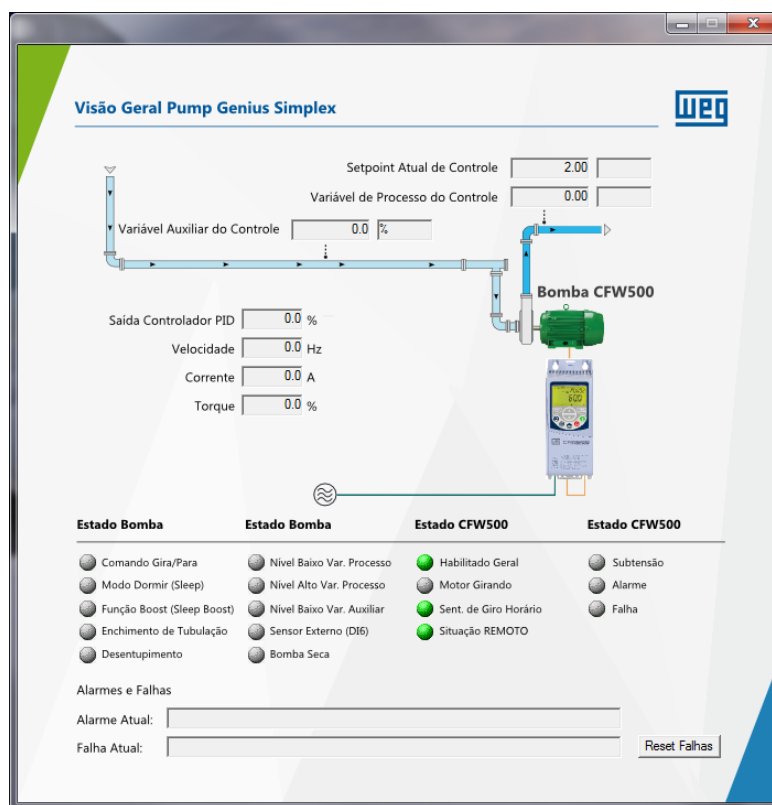 Visão Geral Pump Genius Simplex
WEG
Setpoint Atual de Controle 2.00
Variável de Processo do Controle 0.00
Variável Auxiliar do Controle 0.0 %
Bomba CFW500
Saída Controlador PID 0.0 %
Velocidade 0.0 Hz
Corrente 0.0 A
Torque 0.0 %
Estado Bomba Estado Bomba Estado CFW500 Estado CFW500
Comando Gira/Para Nível Baixo Var. Processo Habilitado Geral Subtensão
Modo Dormir (Sleep) Nivel Alto Var. Processo Motor Girando Alarme
Função Boost (Sleep Boost) Nivel Baixo Var. Auxiliar Sent. de Giro Horário Falha
Enchimento de Tubulação Sensor Externo (DI6) Situação REMOTO
Desentupimento Bomba Seca
Alarmes e Falhas
Alarme Atual:
Falha Atual: Reset Falhas